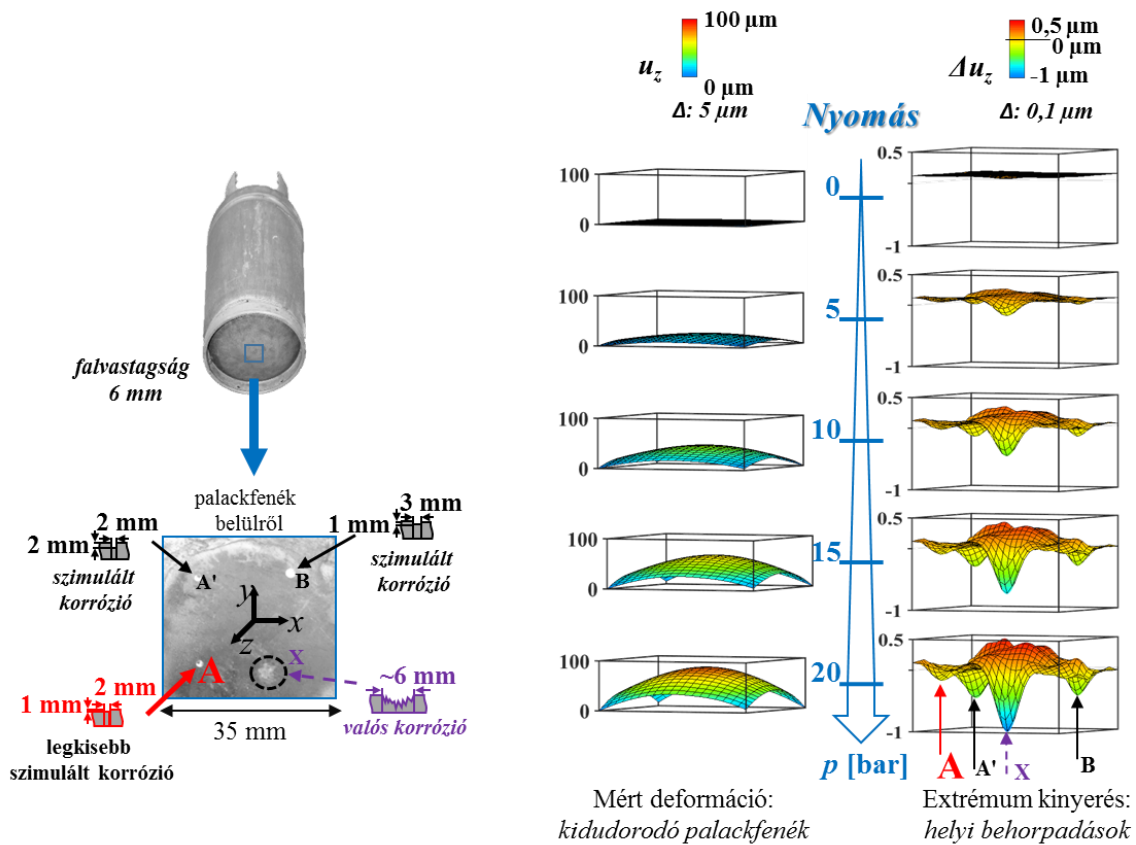 falvastagság
6 mm
palackfenék
belülről
2 mm
2 mm
szimulált
korrózió
3 mm
1 mm
szimulált
korrózió
A'
B
y
x
z
A
X
2 mm
1 mm
legkisebb
szimulált korrózió
35 mm
~6 mm
valós korrózió
100 µm
u_z
0 µm
Δ: 5 µm
Nyomás
0,5 µm
0 µm
Δu_z
-1 µm
Δ: 0,1 µm
100
0
0
0.5
-1
100
0
5
0.5
-1
100
0
10
0.5
-1
100
0
15
0.5
-1
100
0
20
0.5
-1
p [bar]
A
A'
X
B
Mért deformáció:
kidudorodó palackfenék
Extrémum kinyerés:
helyi behorpadások